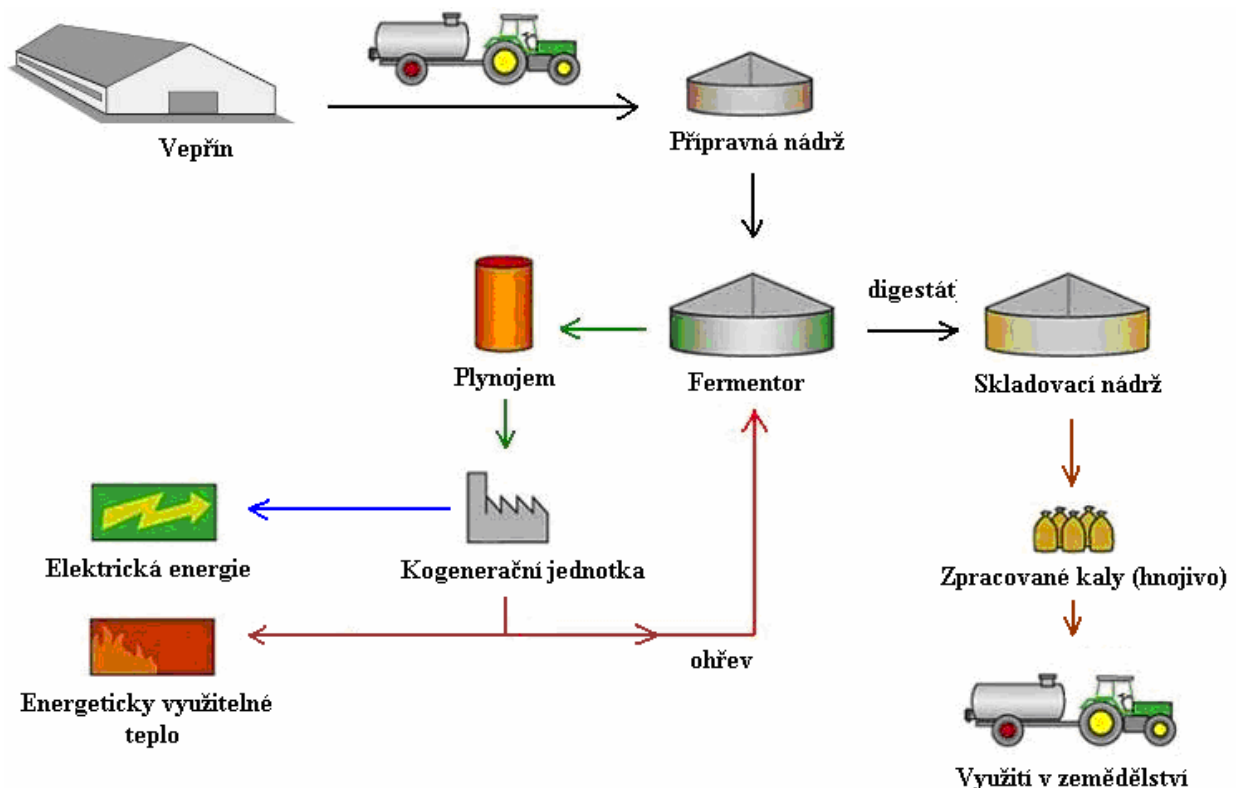 Vepřín
Přípravná nádrž
digestát
Plynojem
Fermentor
Skladovací nádrž
Elektrická energie
Kogenerační jednotka
Zpracované kaly (hnojivo)
ohřev
Energeticky využitelné
teplo
Využití v zemědělství